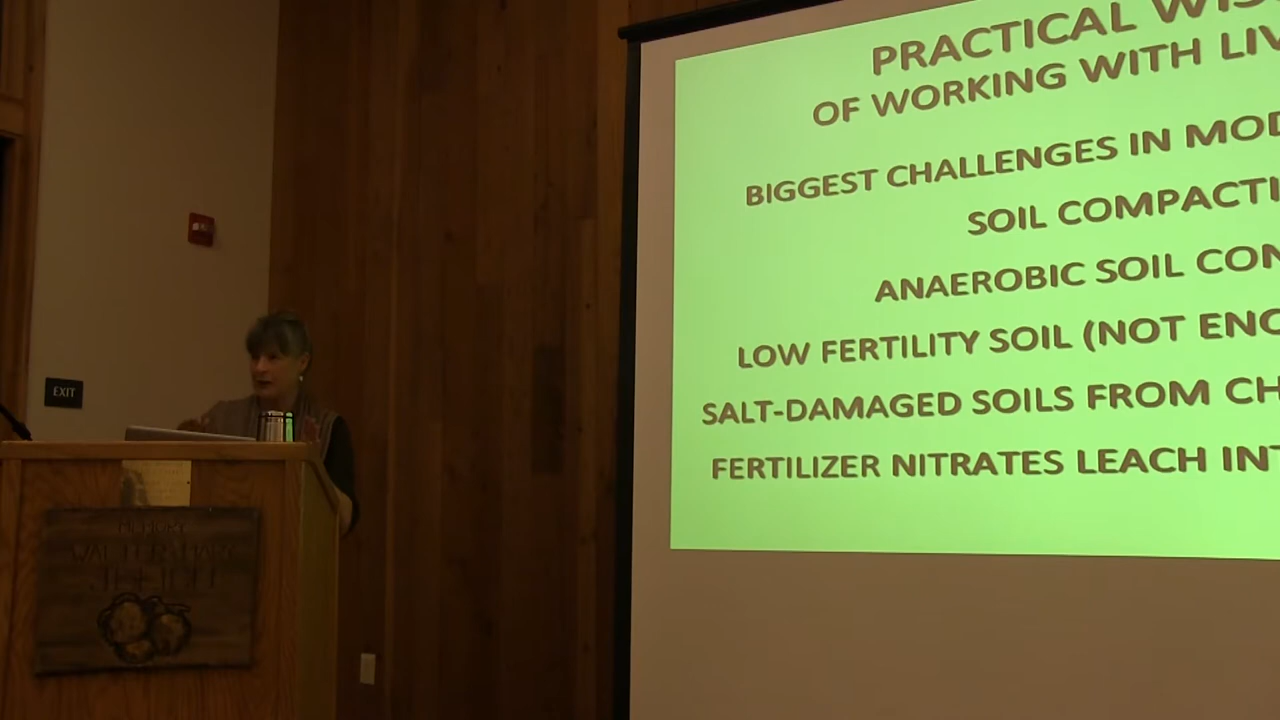 PRACTICAL WIS
OF WORKING WITH LIV
BIGGEST CHALLENGES IN MOD
SOIL COMPACTI
ANAEROBIC SOIL CON
LOW FERTILITY SOIL (NOT ENO
SALT-DAMAGED SOILS FROM CH
FERTILIZER NITRATES LEACH INT
EXIT